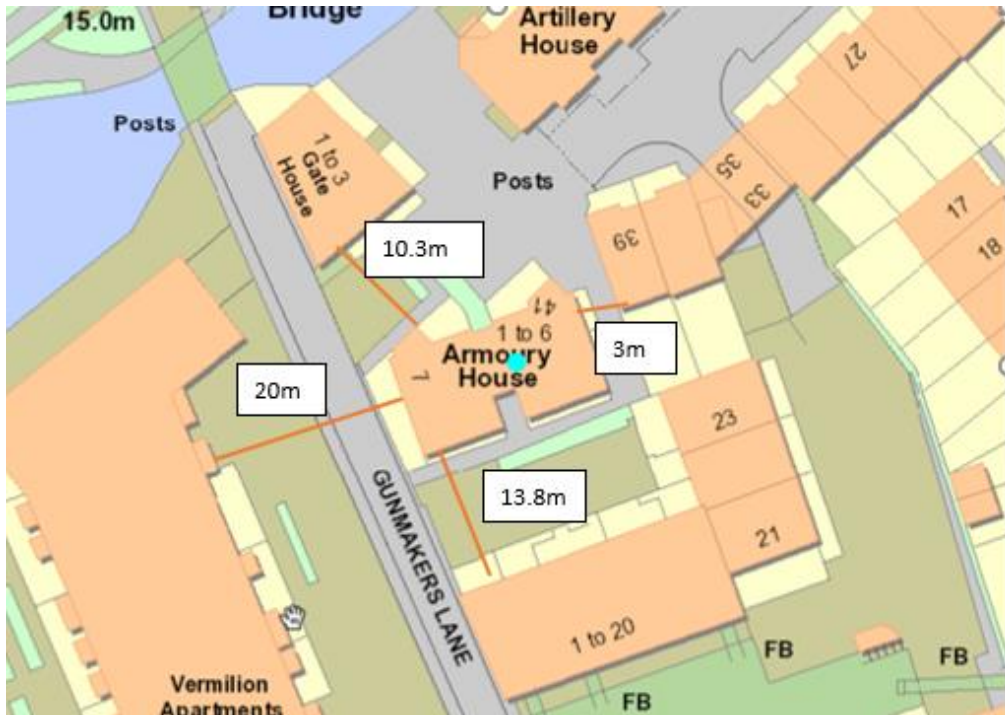 15.0m
Bridge
Artillery
House
27
Posts
1 to 3
Gate
House
Posts
35
33
17
18
39
10.3m
41
1 to 6
Armoury
House
7
3m
20m
23
13.8m
21
GUNMAKERS LANE
1 to 20
FB
FB
FB
Vermilion
Apartments